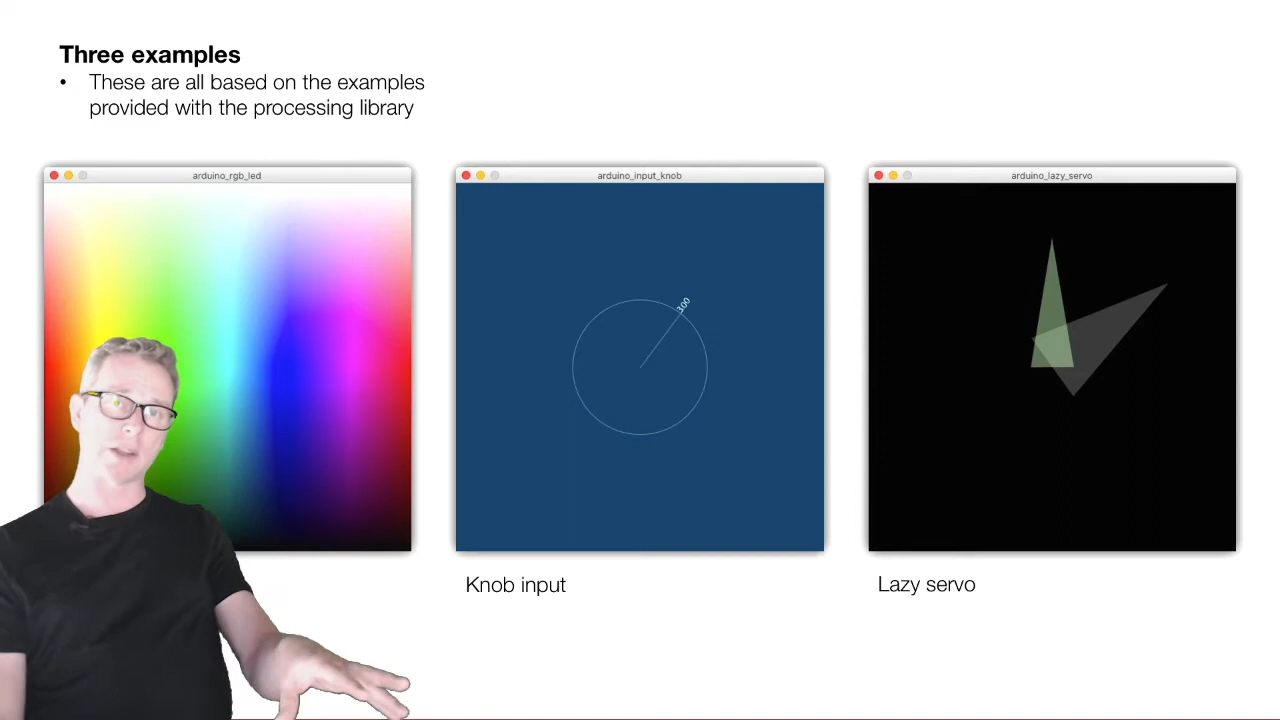 Three examples
• These are all based on the examples
provided with the processing library
arduino_rgb_led
arduino_input_knob
arduino_lazy_servo
300
Knob input
Lazy servo